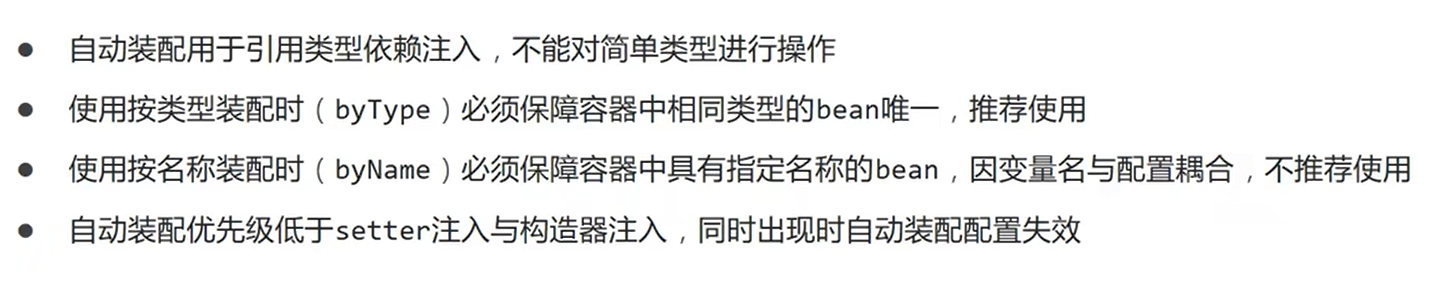 ● 自动装配用于引用类型依赖注入，不能对简单类型进行操作
● 使用按类型装配时（byType）必须保障容器中相同类型的bean唯一，推荐使用
● 使用按名称装配时（byName）必须保障容器中具有指定名称的bean，因变量名与配置耦合，不推荐使用
● 自动装配优先级低于setter注入与构造器注入，同时出现时自动装配配置失效